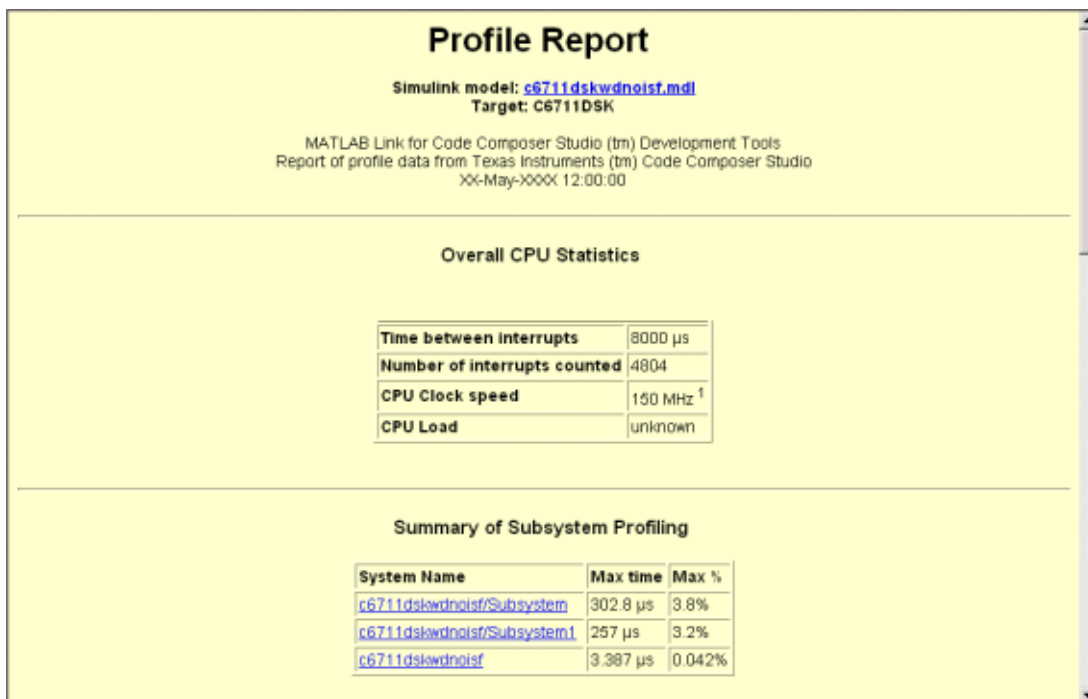 Profile Report
Simulink model: c6711dskwdnoisf.mdl
Target: C6711DSK
MATLAB Link for Code Composer Studio (tm) Development Tools
Report of profile data from Texas Instruments (tm) Code Composer Studio
XX-May-XXXX 12:00:00
Overall CPU Statistics
Time between interrupts 8000 µs
Number of interrupts counted 4804
CPU Clock speed 150 MHz 1
CPU Load unknown
Summary of Subsystem Profiling
System Name Max time Max %
c6711dskwdnoisf/Subsystem 302.8 µs 3.8%
c6711dskwdnoisf/Subsystem1 257 µs 3.2%
c6711dskwdnoisf 3.387 µs 0.042%